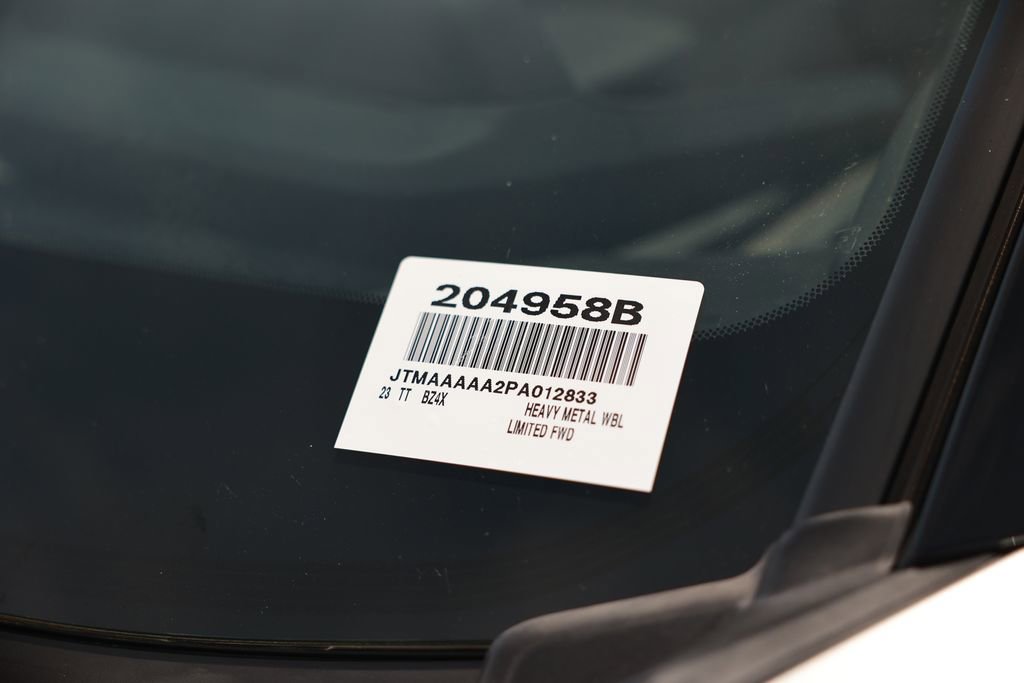 204958B
JTMAAAAA2PA012833
23 TT BZ4X
HEAVY METAL WBL
LIMITED FWD